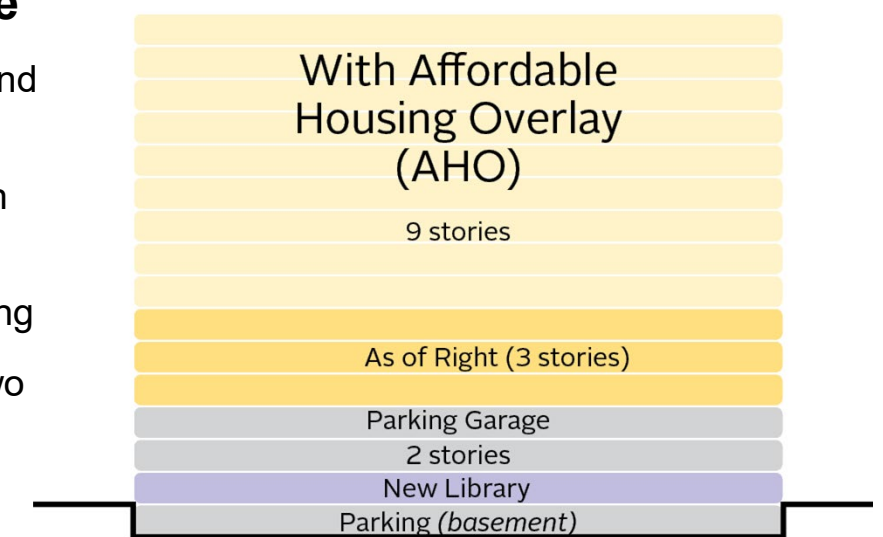 With Affordable
Housing Overlay
(AHO)
9 stories
As of Right (3 stories)
Parking Garage
2 stories
New Library
Parking (basement)